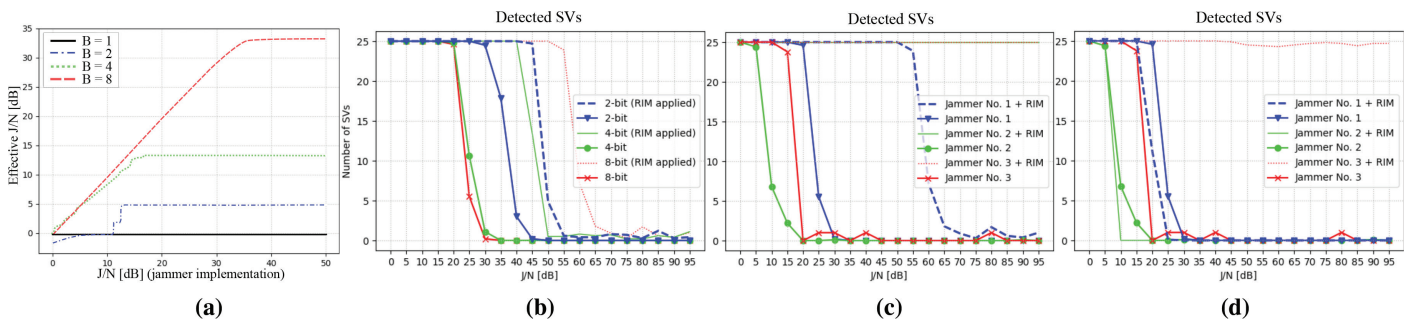 B = 1
B = 2
B = 4
B = 8
Effective J/N [dB]
35
30
25
20
15
10
5
0
0 10 20 30 40 50
J/N [dB] (jammer implementation)
(a)
Detected SVs
Number of SVs
25
20
15
10
5
0
2-bit (RIM applied)
2-bit
4-bit (RIM applied)
4-bit
8-bit (RIM applied)
8-bit
0 5 10 15 20 25 30 35 40 45 50 55 60 65 70 75 80 85 90 95
J/N [dB]
(b)
Detected SVs
25
20
15
10
5
0
Jammer No. 1 + RIM
Jammer No. 1
Jammer No. 2 + RIM
Jammer No. 2
Jammer No. 3 + RIM
Jammer No. 3
0 5 10 15 20 25 30 35 40 45 50 55 60 65 70 75 80 85 90 95
J/N [dB]
(c)
Detected SVs
25
20
15
10
5
0
Jammer No. 1 + RIM
Jammer No. 1
Jammer No. 2 + RIM
Jammer No. 2
Jammer No. 3 + RIM
Jammer No. 3
0 5 10 15 20 25 30 35 40 45 50 55 60 65 70 75 80 85 90 95
J/N [dB]
(d)